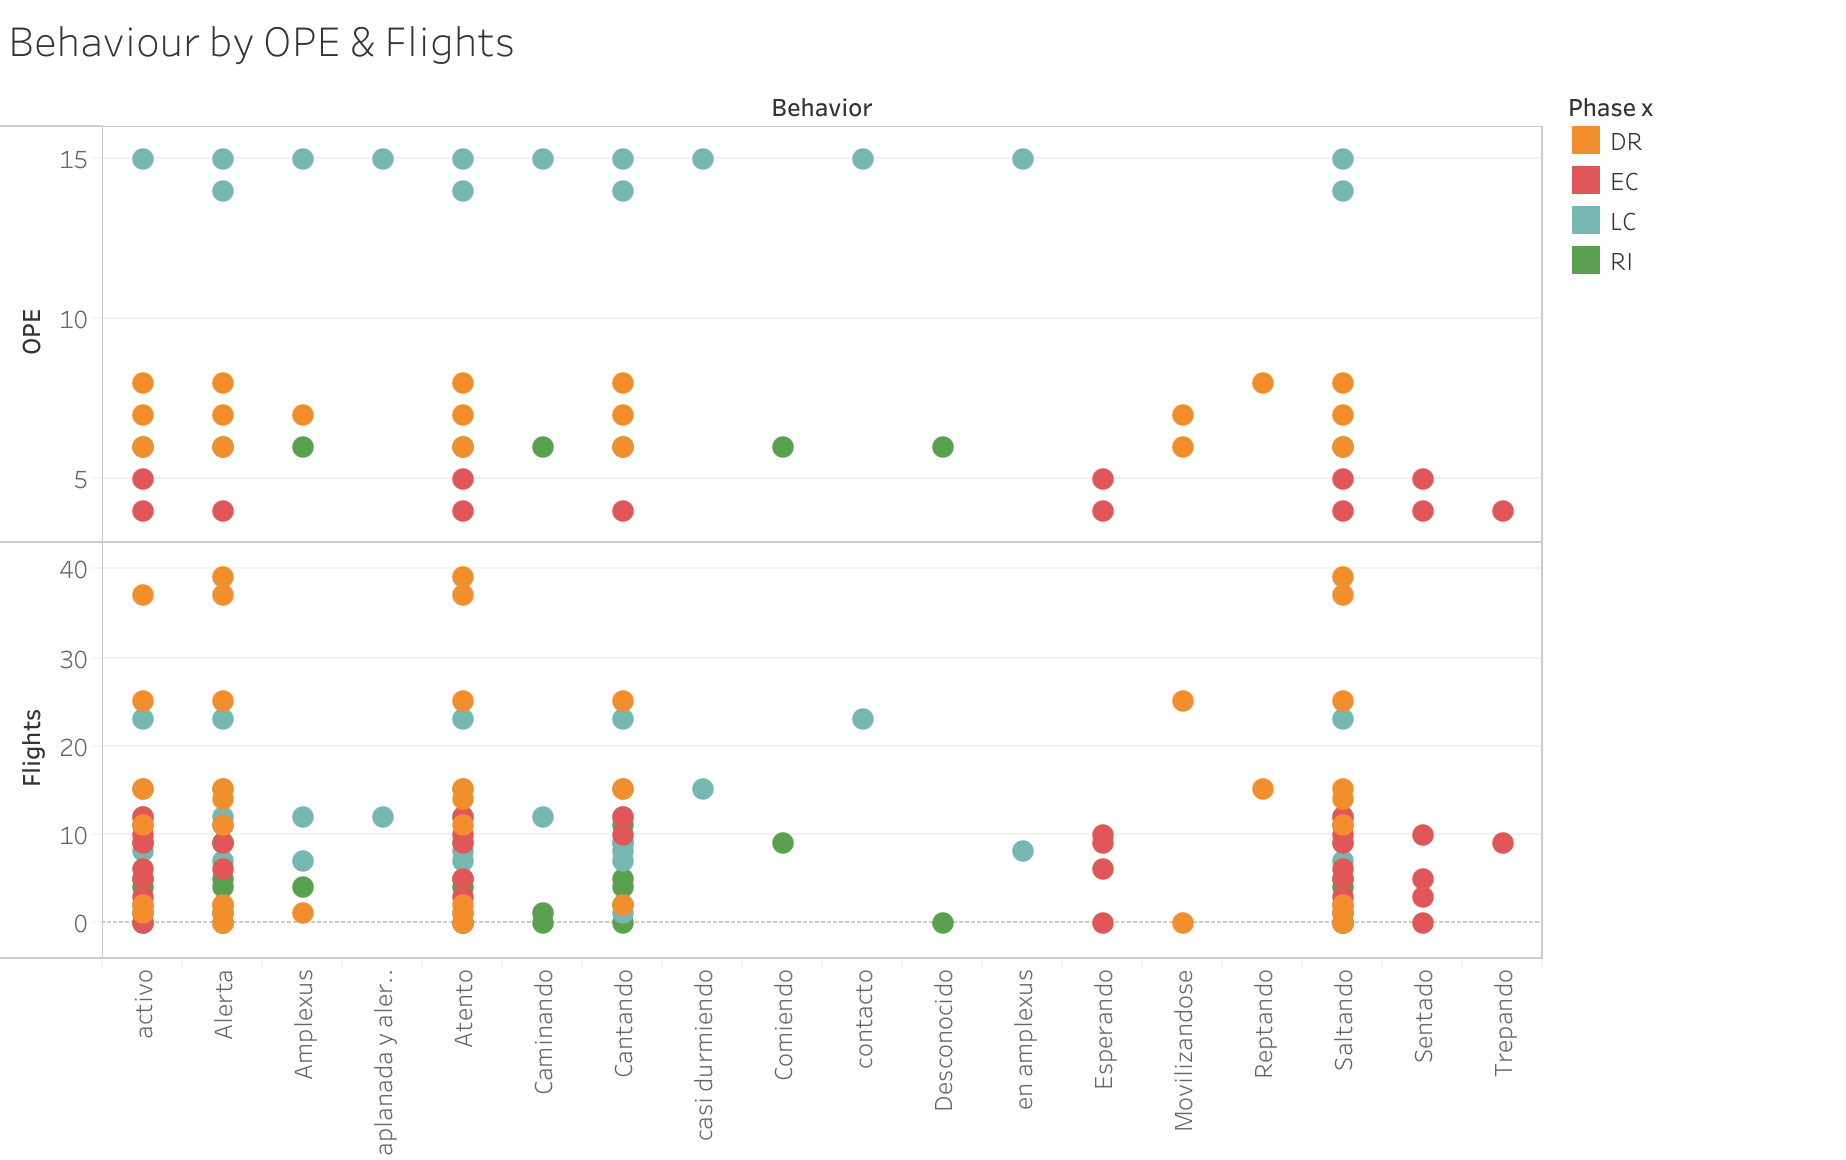 Behaviour by OPE & Flights
Behavior
Phase x
DR
EC
LC
RI
OPE
15
10
5
Flights
40
30
20
10
0
activo
Alerta
Amplexus
aplanada y aler..
Atento
Caminando
Cantando
casi durmiendo
Comiendo
contacto
Desconocido
en amplexus
Esperando
Movilizandose
Reptando
Saltando
Sentado
Trepando